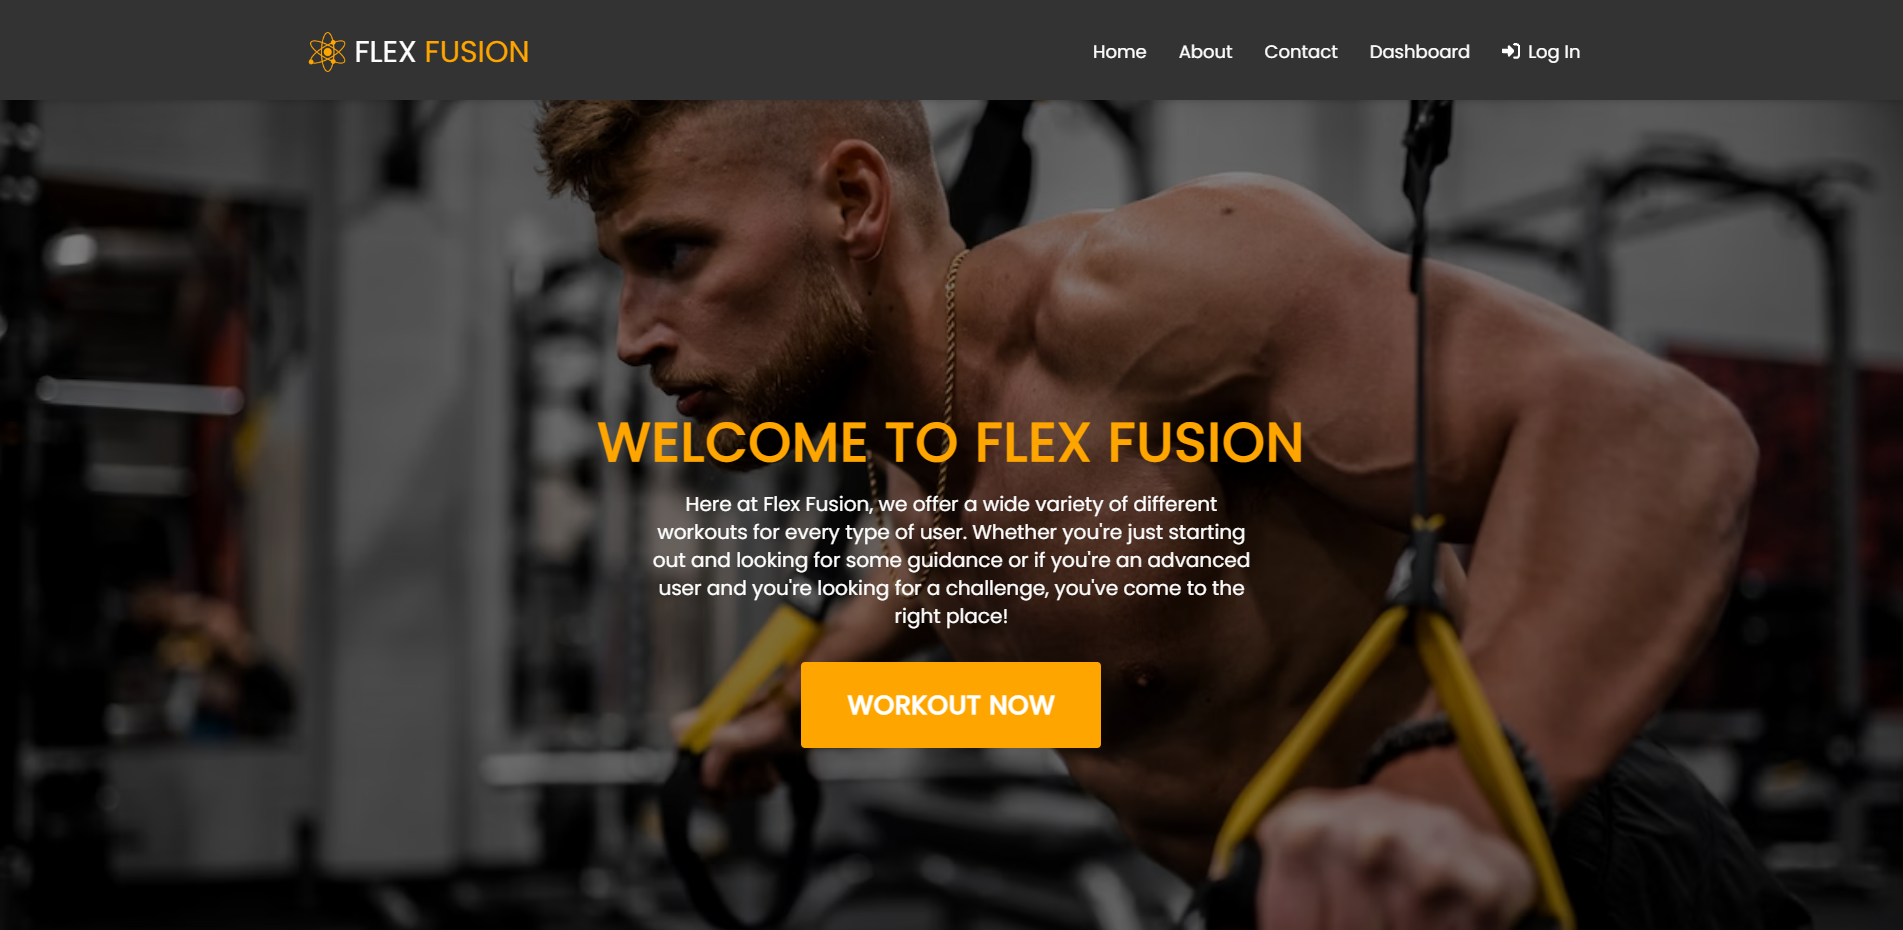 FLEX FUSION
Home About Contact Dashboard Log In
WELCOME TO FLEX FUSION
Here at Flex Fusion, we offer a wide variety of different
workouts for every type of user. Whether you're just starting
out and looking for some guidance or if you're an advanced
user and you're looking for a challenge, you've come to the
right place!
WORKOUT NOW